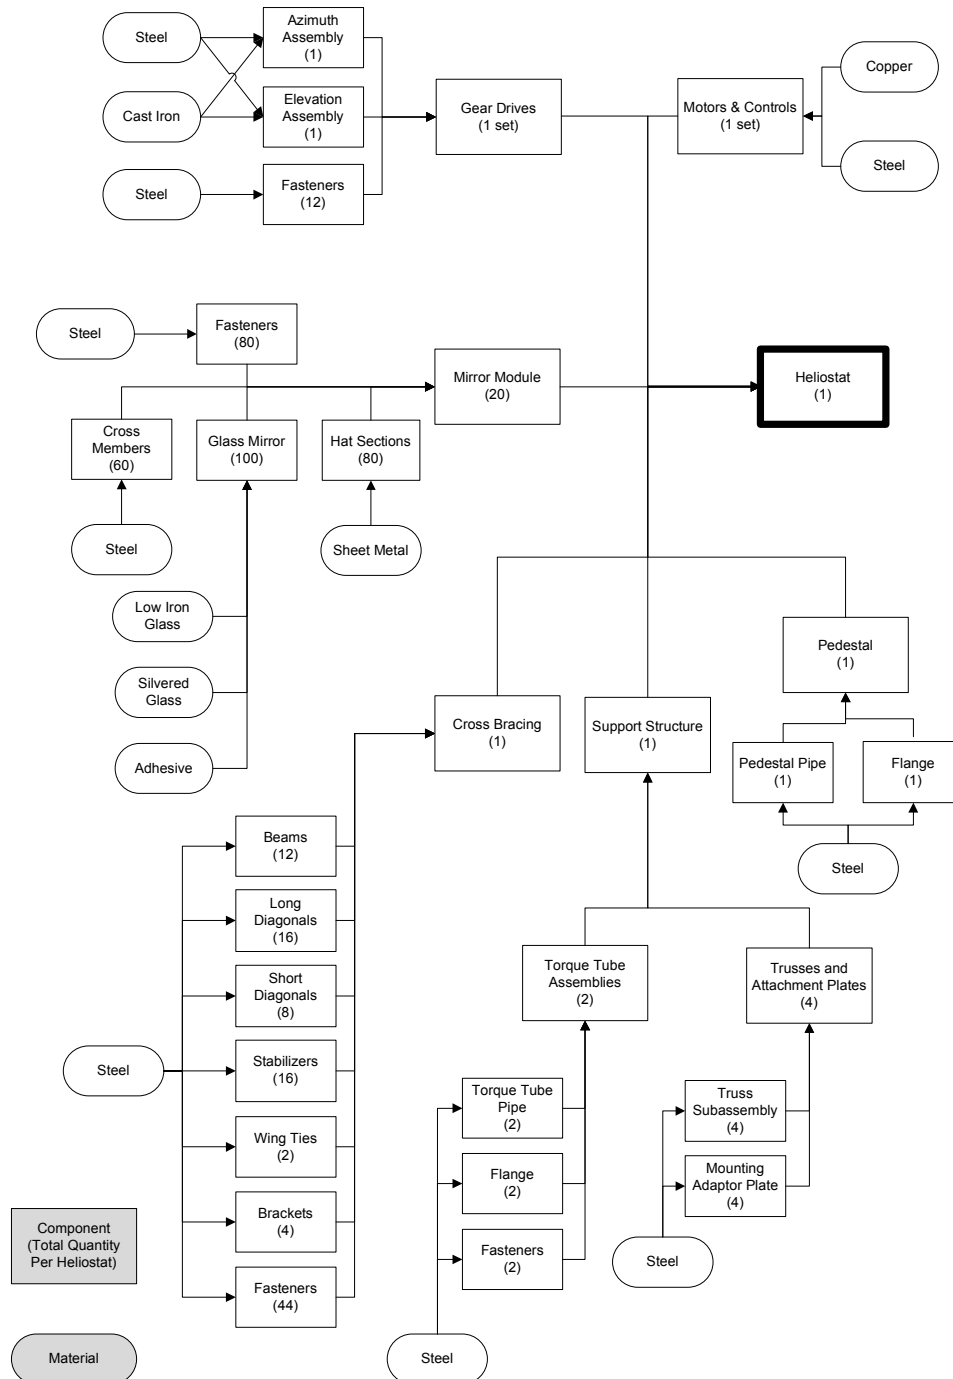 Steel
Azimuth
Assembly
(1)
Copper
Cast Iron
Elevation
Assembly
(1)
Gear Drives
(1 set)
Motors & Controls
(1 set)
Steel
Fasteners
(12)
Steel
Steel
Fasteners
(80)
Mirror Module
(20)
Heliostat
(1)
Cross
Members
(60)
Glass Mirror
(100)
Hat Sections
(80)
Steel
Sheet Metal
Low Iron
Glass
Silvered
Glass
Adhesive
Pedestal
(1)
Cross Bracing
(1)
Support Structure
(1)
Pedestal Pipe
(1)
Flange
(1)
Steel
Beams
(12)
Long
Diagonals
(16)
Short
Diagonals
(8)
Steel
Stabilizers
(16)
Wing Ties
(2)
Brackets
(4)
Fasteners
(44)
Torque Tube
Assemblies
(2)
Trusses and
Attachment Plates
(4)
Torque Tube
Pipe
(2)
Flange
(2)
Fasteners
(2)
Steel
Truss
Subassembly
(4)
Mounting
Adaptor Plate
(4)
Steel
Component
(Total Quantity
Per Heliostat)
Material